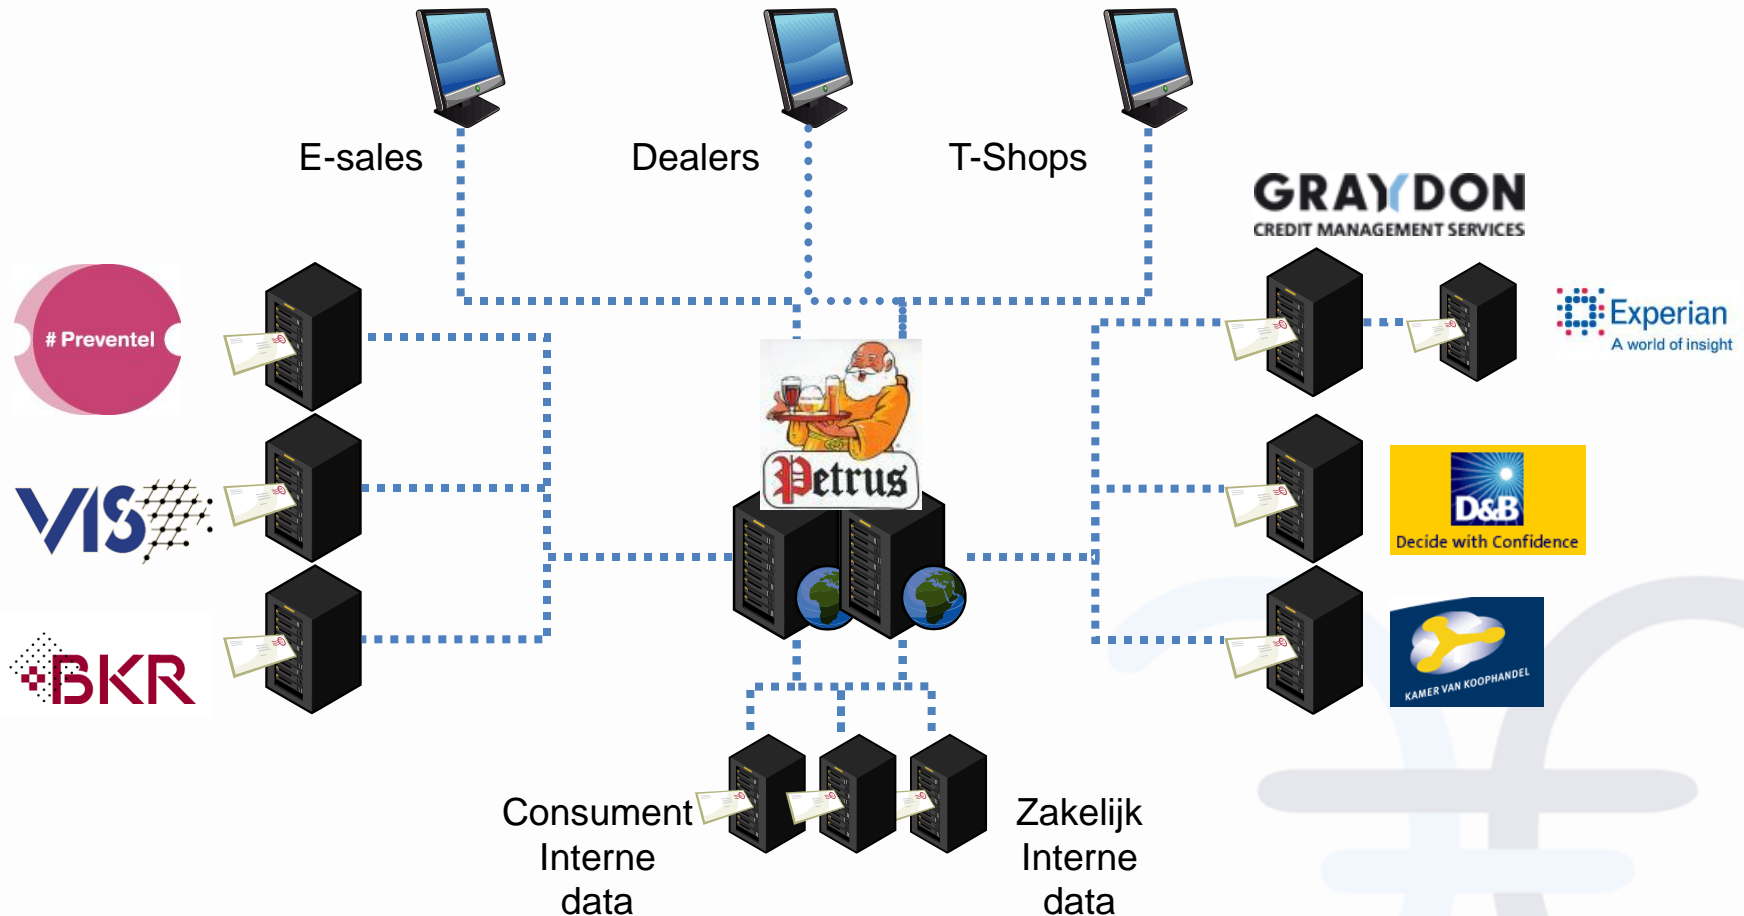 E-sales
Dealers
T-Shops
GRAYDON
CREDIT MANAGEMENT SERVICES
# Preventel
Experian
A world of insight
Petrus
VIS
D&B
Decide with Confidence
BKR
KAMER VAN KOOPHANDEL
Consument
Interne
data
Zakelijk
Interne
data